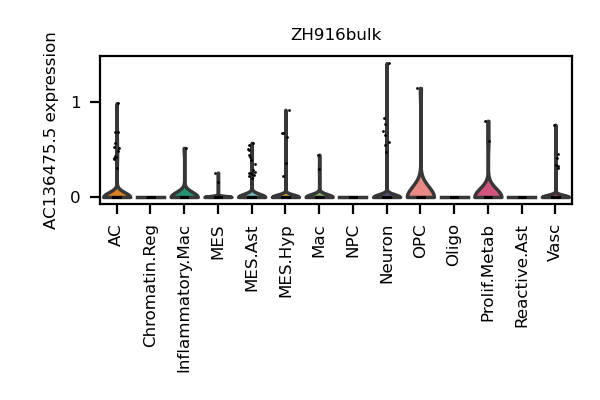 ZH916bulk
AC136475.5 expression
1
0
AC
Chromatin.Reg
Inflammatory.Mac
MES
MES.Ast
MES.Hyp
Mac
NPC
Neuron
OPC
Oligo
Prolif.Metab
Reactive.Ast
Vasc